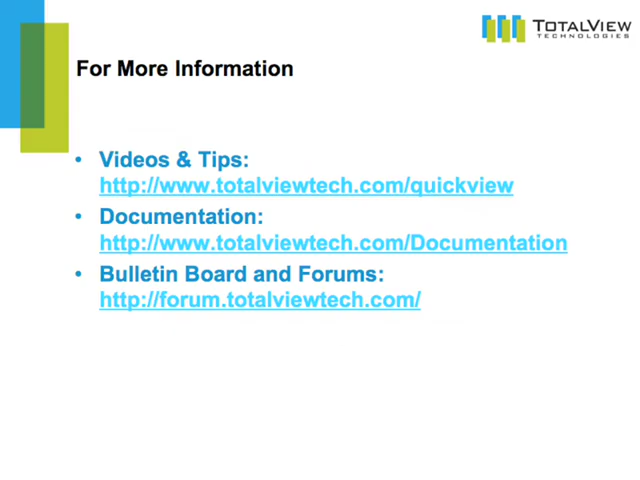 TOTALVIEW
TECHNOLOGIES
For More Information
• Videos & Tips:
http://www.totalviewtech.com/quickview
• Documentation:
http://www.totalviewtech.com/Documentation
• Bulletin Board and Forums:
http://forum.totalviewtech.com/